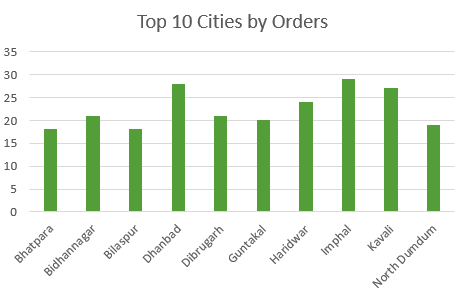 Top 10 Cities by Orders
35
30
25
20
15
10
5
0
Bhatpara
Bidhannagar
Bilaspur
Dhanbad
Dibrugarh
Guntakal
Haridwar
Imphal
Kavali
North Dumdum